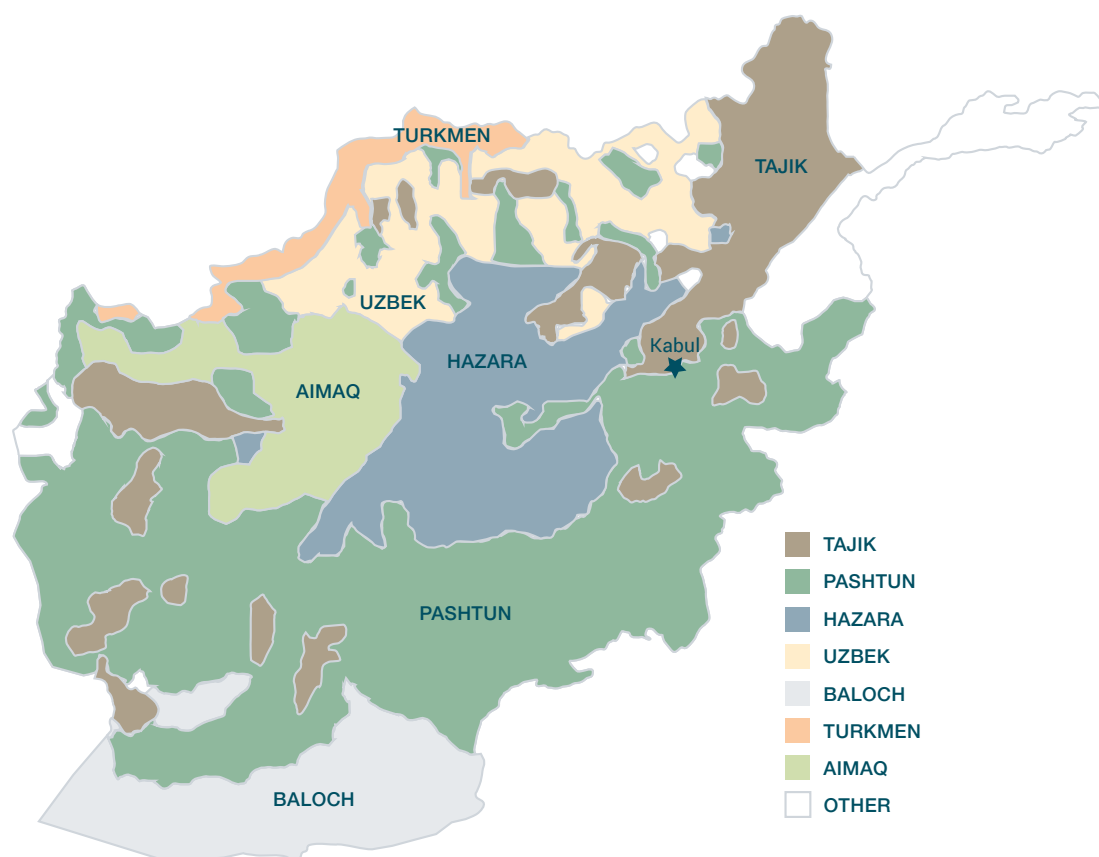 TURKMEN
TAJIK
UZBEK
Kabul
HAZARA
AIMAQ
PASHTUN
BALOCH
TAJIK
PASHTUN
HAZARA
UZBEK
BALOCH
TURKMEN
AIMAQ
OTHER